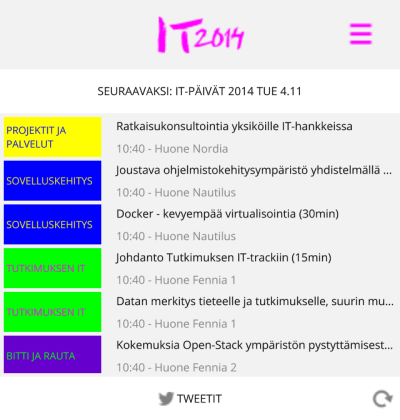 IT2014
SEURAAVAKSI: IT-PÄIVÄT 2014 TUE 4.11
PROJEKTIT JA
PALVELUT
Ratkaisukonsultointia yksiköille IT-hankkeissa
10:40 - Huone Nordia
SOVELLUSKEHITYS
Joustava ohjelmistokehitysympäristö yhdistelmällä ...
10:40 - Huone Nautilus
SOVELLUSKEHITYS
Docker - kevyempää virtualisointia (30min)
10:40 - Huone Nautilus
TUTKIMUKSEN IT
Johdanto Tutkimuksen IT-trackiin (15min)
10:40 - Huone Fennia 1
TUTKIMUKSEN IT
Datan merkitys tieteelle ja tutkimukselle, suurin mu...
10:40 - Huone Fennia 1
BITTI JA RAUTA
Kokemuksia Open-Stack ympäristön pystyttämisest...
10:40 - Huone Fennia 2
TWEETIT